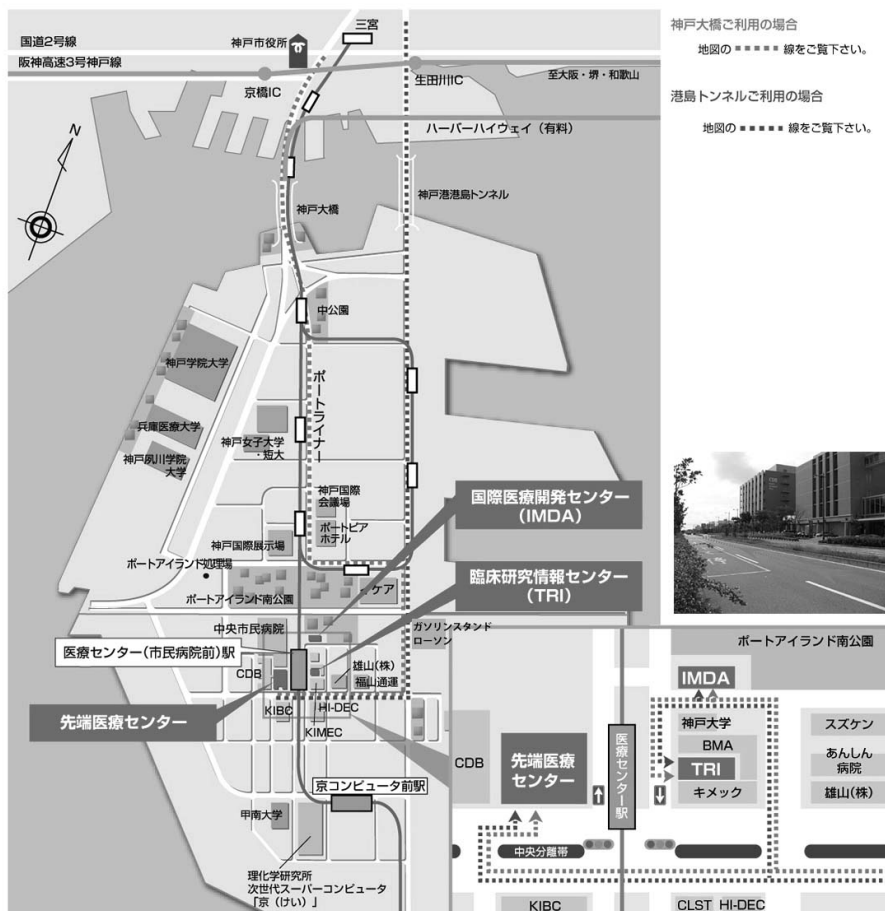 三宮
国道2号線
神戸市役所
阪神高速3号神戸線
京橋IC
生田川IC
至大阪・堺・和歌山
ハーバーハイウェイ（有料）
N
神戸大橋
神戸港港島トンネル
中公園
神戸学院大学
ポートライナー
兵庫医療大学
神戸女子大学
・短大
神戸夙川学院
大学
神戸国際
会議場
ポートピア
ホテル
神戸国際展示場
ポートアイランド処理場
ポートアイランド南公園
イケア
国際医療開発センター
（IMDA）
臨床研究情報センター
（TRI）
中央市民病院
ガソリンスタンド
ローソン
医療センター（市民病院前）駅
CDB
雄山(株)
福山通運
先端医療センター
KIBC
HI-DEC
KIMEC
京コンピュータ前駅
甲南大学
理化学研究所
次世代スーパーコンピュータ
「京（けい）」
神戸大橋ご利用の場合
地図の 線をご覧下さい。
港島トンネルご利用の場合
地図の 線をご覧下さい。
ポートアイランド南公園
IMDA
神戸大学
BMA
TRI
キメック
スズケン
あんしん
病院
雄山(株)
CDB
先端医療
センター
医療センター駅
中央分離帯
KIBC
CLST HI-DEC